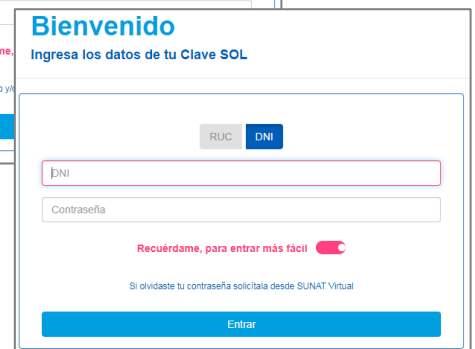 Bienvenido
Ingresa los datos de tu Clave SOL
me,
o y/o
RUC DNI
DNI
Contraseña
Recuérdame, para entrar más fácil
Si olvidaste tu contraseña solicítala desde SUNAT Virtual
Entrar